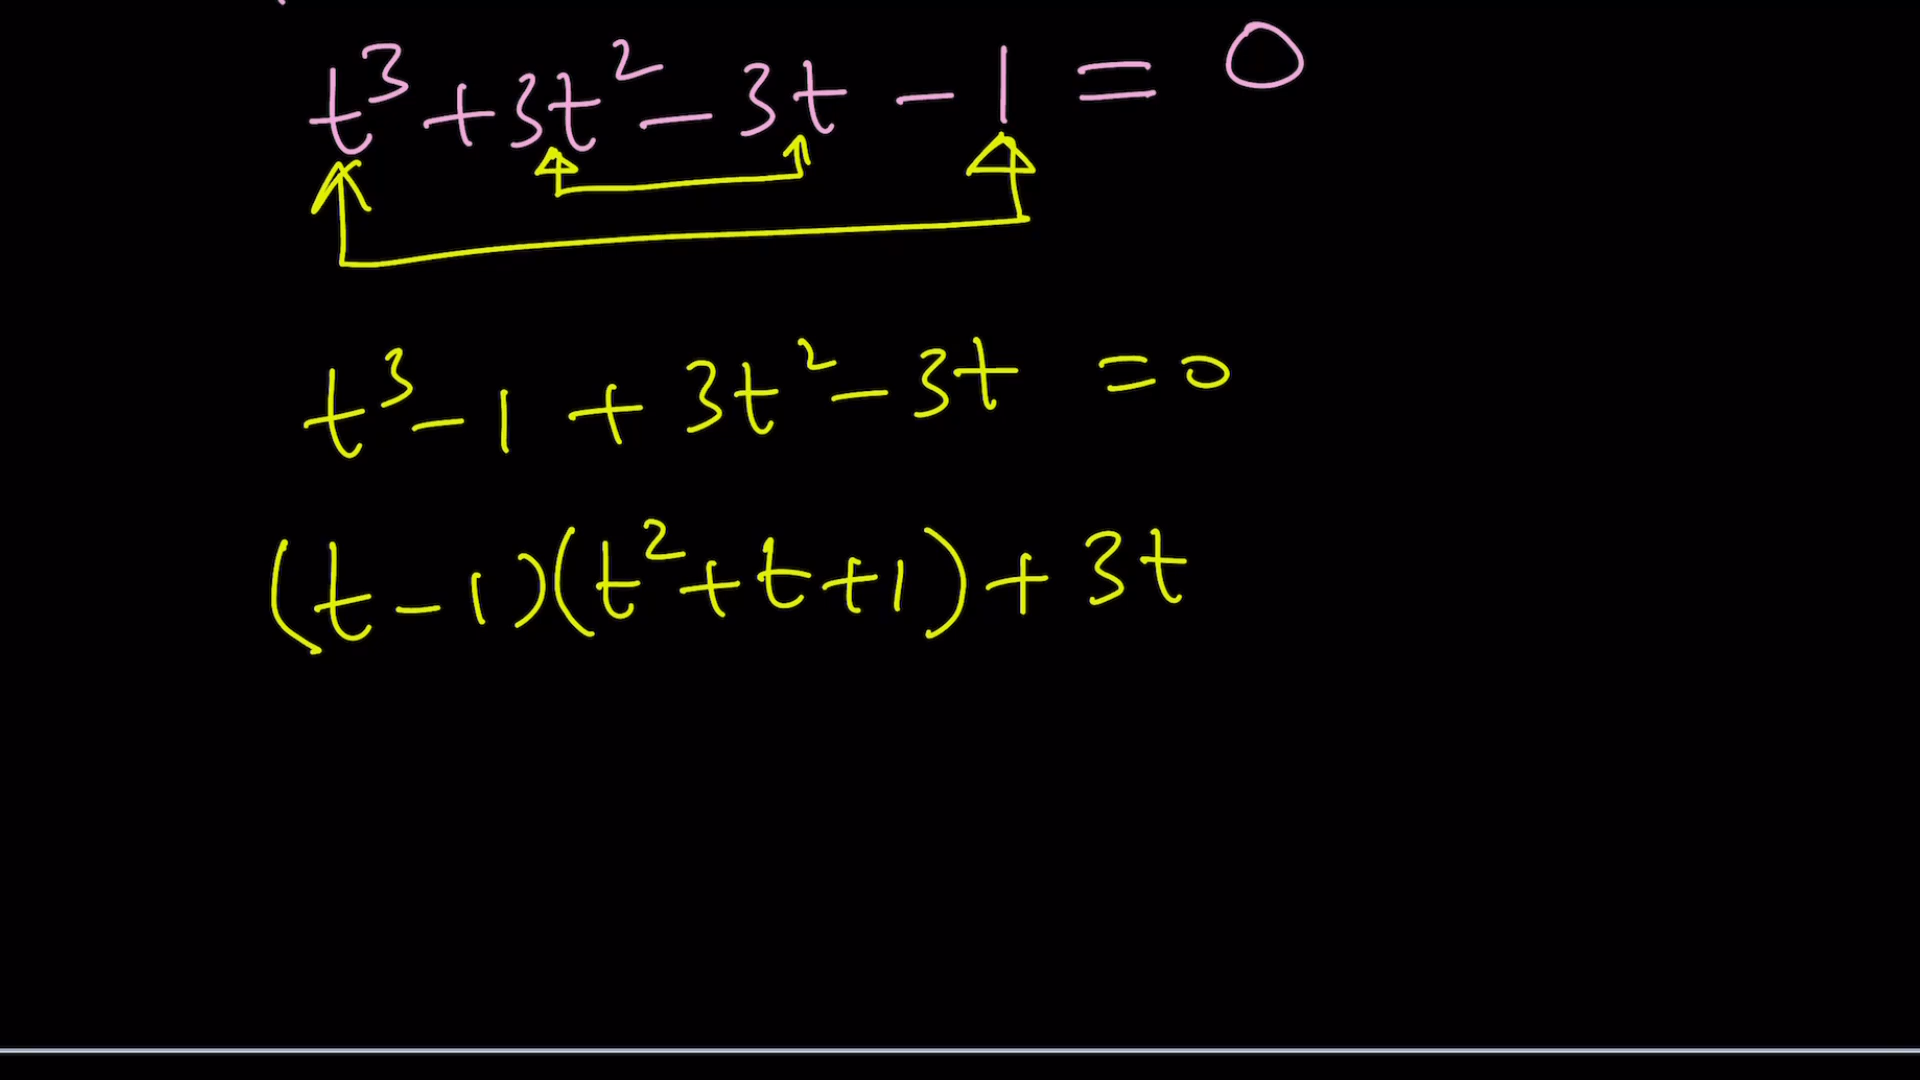 t³ + 3t² - 3t - 1 = 0
t³ - 1 + 3t² - 3t = 0
(t - 1)(t² + t + 1) + 3t